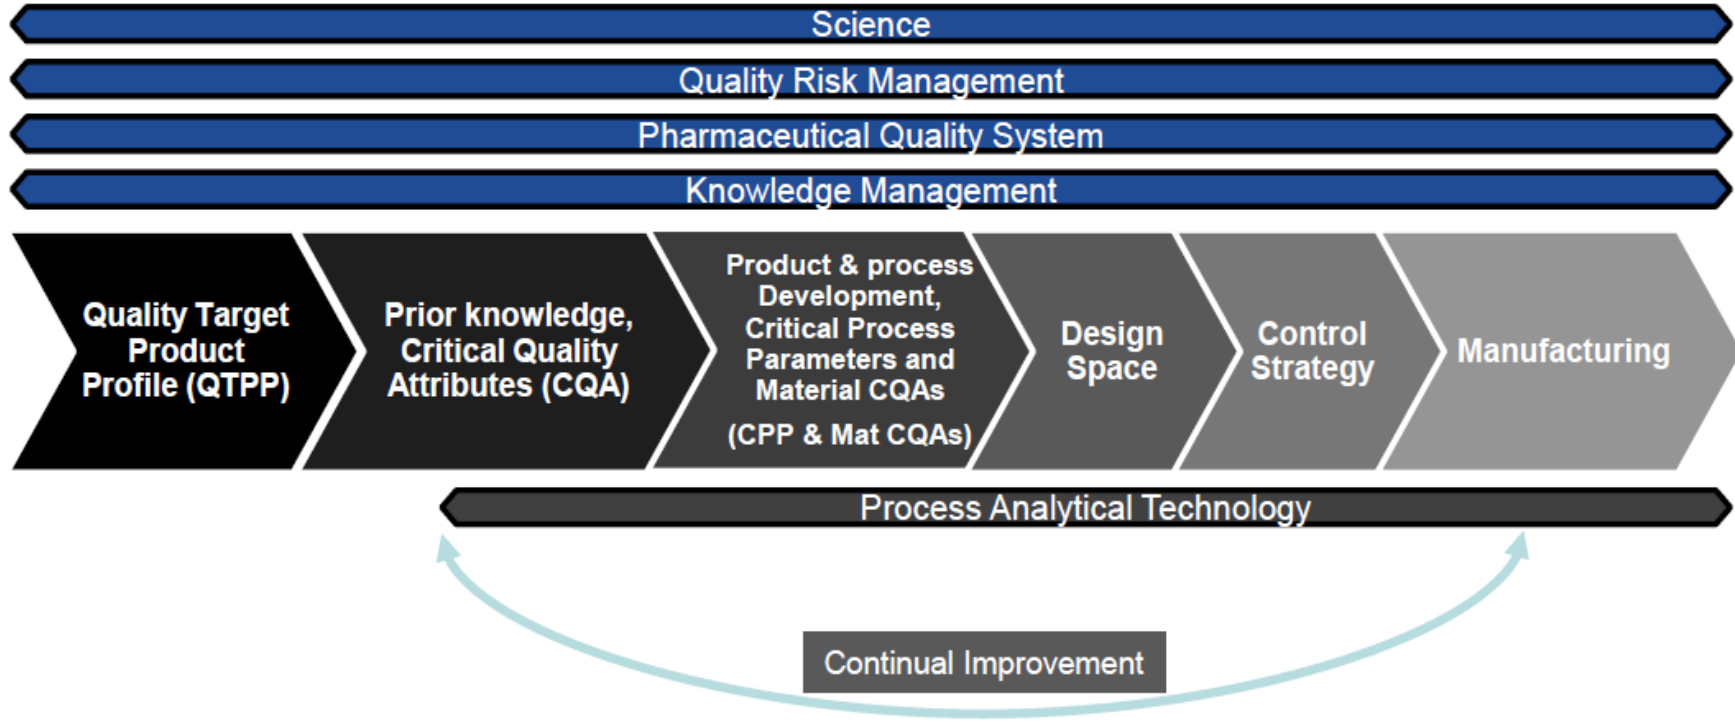 Science
Quality Risk Management
Pharmaceutical Quality System
Knowledge Management
Quality Target
Product
Profile (QTPP)
Prior knowledge,
Critical Quality
Attributes (CQA)
Product & process
Development,
Critical Process
Parameters and
Material CQAs
(CPP & Mat CQAs)
Design
Space
Control
Strategy
Manufacturing
Process Analytical Technology
Continual Improvement